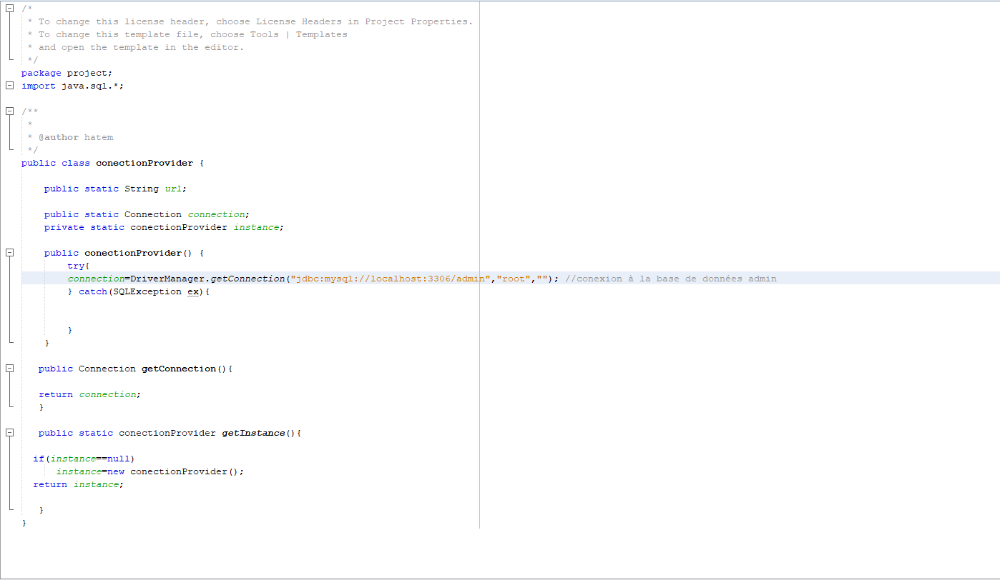 /*
 * To change this license header, choose License Headers in Project Properties.
 * To change this template file, choose Tools | Templates
 * and open the template in the editor.
 */
package project;
import java.sql.*;

/**
 *
 * @author hatem
 */
public class conectionProvider {

    public static String url;

    public static Connection connection;
    private static conectionProvider instance;

    public conectionProvider() {
        try{
        connection=DriverManager.getConnection("jdbc:mysql://localhost:3306/admin","root",""); //conexion à la base de données admin
        } catch(SQLException ex){


        }
    }

   public Connection getConnection(){

   return connection;
   }

   public static conectionProvider getInstance(){

  if(instance==null)
      instance=new conectionProvider();
  return instance;

   }
}